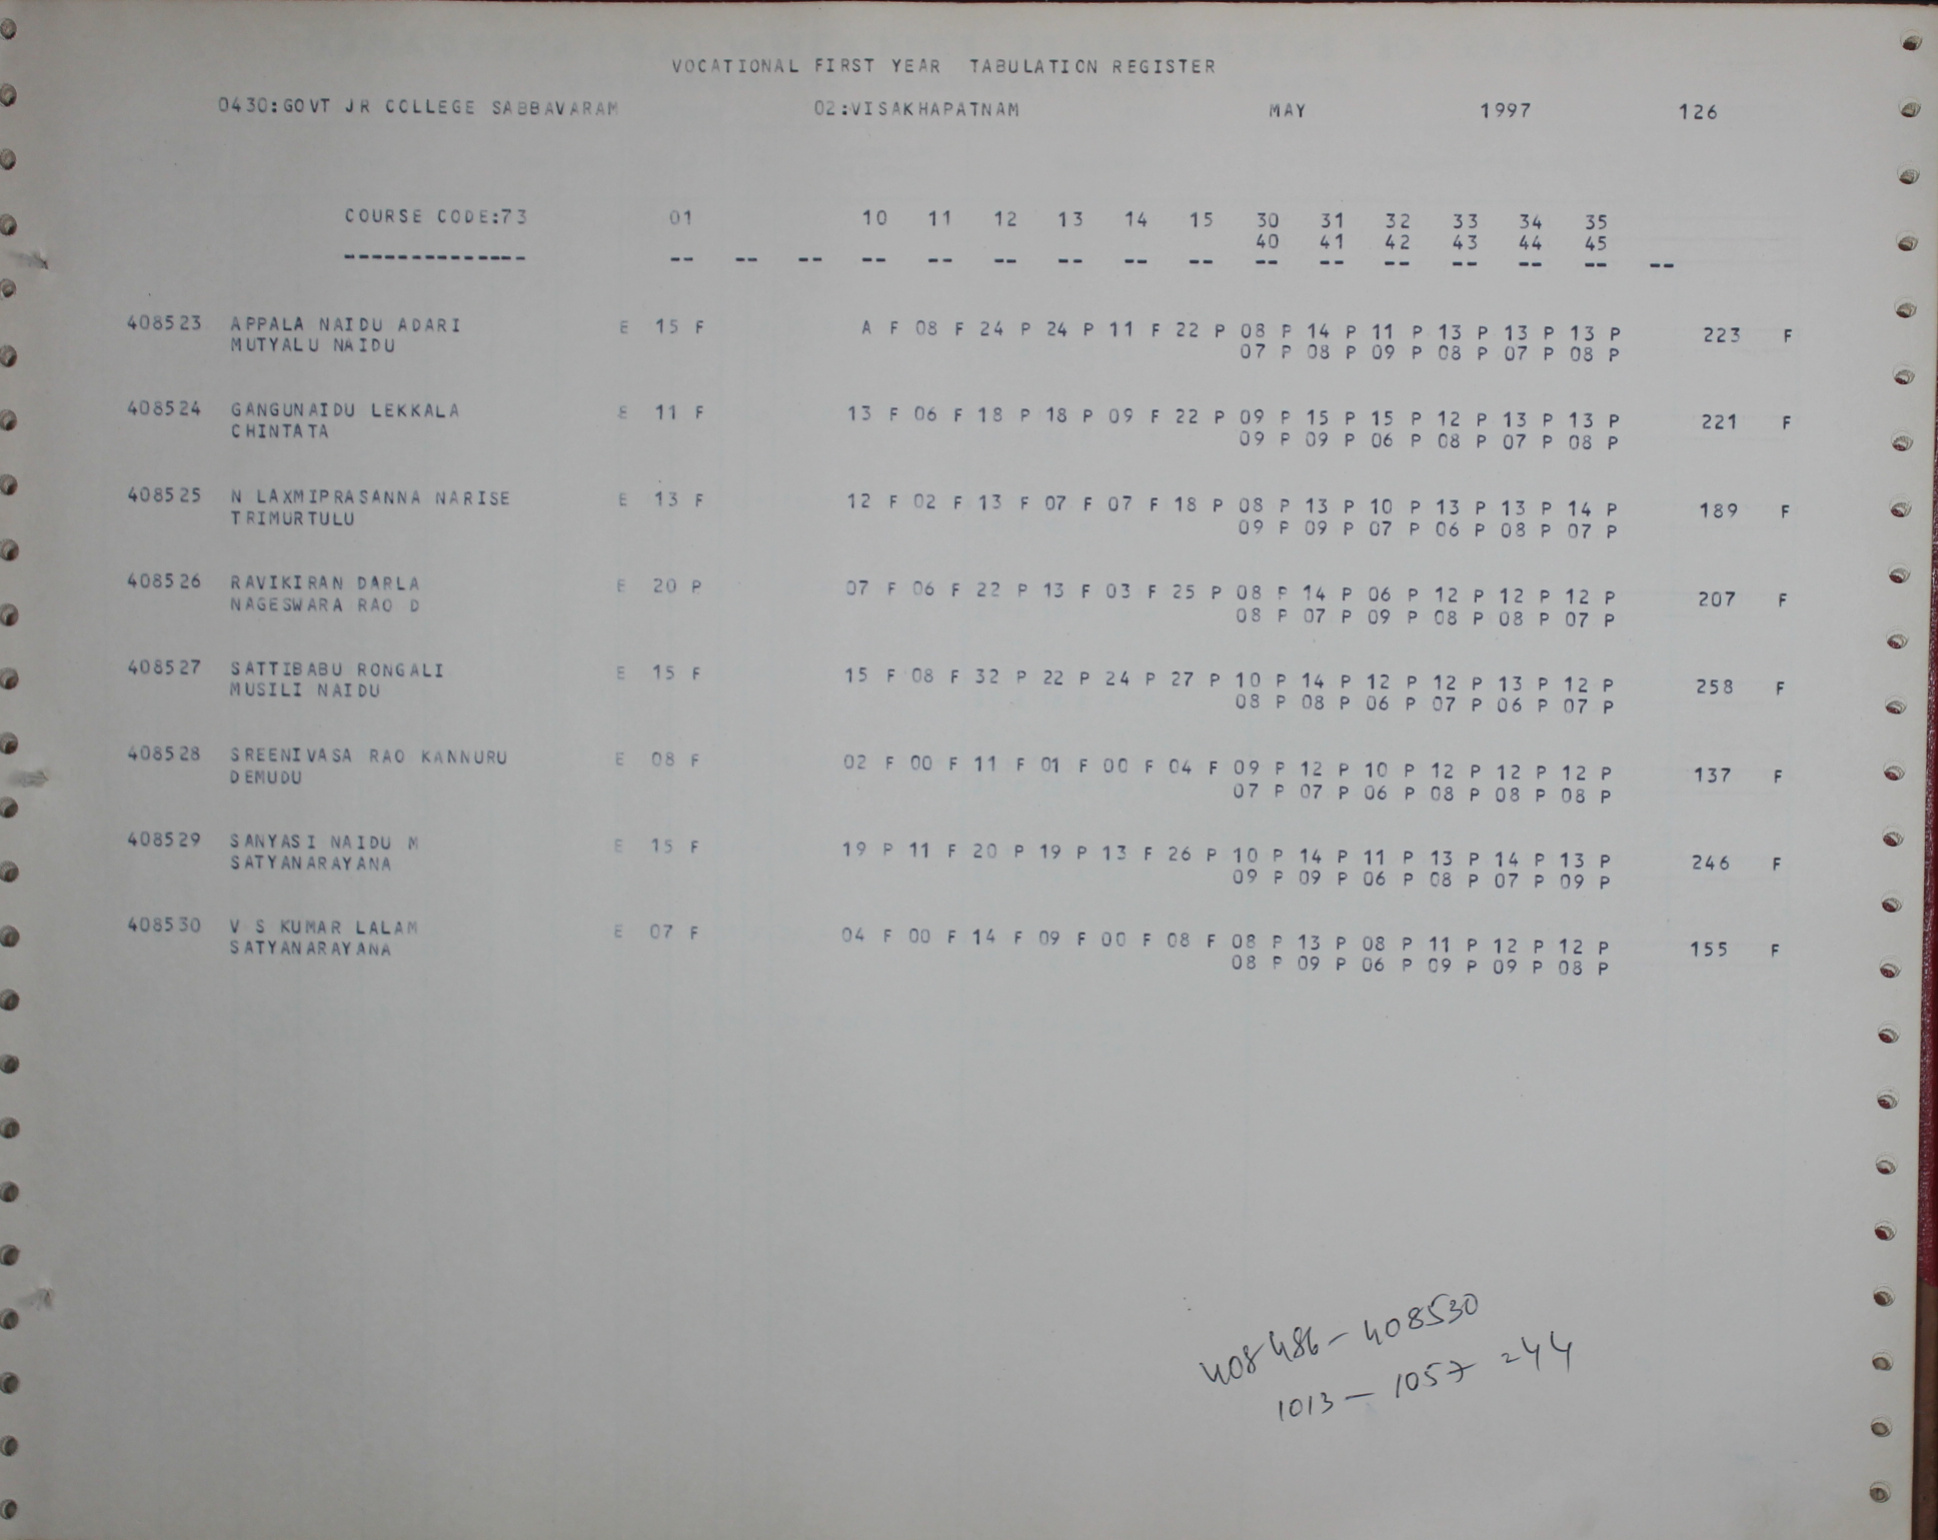 VOCATIONAL FIRST YEAR TABULATION REGISTER
0430:GOVT JR COLLEGE SABBAVARAM 02:VISAKHAPATNAM MAY 1997 126
COURSE CODE:73 01 10 11 12 13 14 15 30 31 32 33 34 35
40 41 42 43 44 45
-------------- -- -- -- -- -- -- -- -- -- -- -- -- -- -- -- --
408523 APPALA NAIDU ADARI E 15 F A F 08 F 24 P 24 P 11 F 22 P 08 P 14 P 11 P 13 P 13 P 13 P 223 F
MUTYALU NAIDU 07 P 08 P 09 P 08 P 07 P 08 P
408524 GANGUNAIDU LEKKALA E 11 F 13 F 06 F 18 P 18 P 09 F 22 P 09 P 15 P 15 P 12 P 13 P 13 P 221 F
CHINTATA 09 P 09 P 06 P 08 P 07 P 08 P
408525 N LAXMIPRASANNA NARISE E 13 F 12 F 02 F 13 F 07 F 07 F 18 P 08 P 13 P 10 P 13 P 13 P 14 P 189 F
TRIMURTULU 09 P 09 P 07 P 06 P 08 P 07 P
408526 RAVIKIRAN DARLA E 20 P 07 F 06 F 22 P 13 F 03 F 25 P 08 P 14 P 06 P 12 P 12 P 12 P 207 F
NAGESWARA RAO D 08 P 07 P 09 P 08 P 08 P 07 P
408527 SATTIBABU RONGALI E 15 F 15 F 08 F 32 P 22 P 24 P 27 P 10 P 14 P 12 P 12 P 13 P 12 P 258 F
MUSILI NAIDU 08 P 08 P 06 P 07 P 06 P 07 P
408528 SREENIVASA RAO KANNURU E 08 F 02 F 00 F 11 F 01 F 00 F 04 F 09 P 12 P 10 P 12 P 12 P 12 P 137 F
DEMUDU 07 P 07 P 06 P 08 P 08 P 08 P
408529 SANYASI NAIDU M E 15 F 19 P 11 F 20 P 19 P 13 F 26 P 10 P 14 P 11 P 13 P 14 P 13 P 246 F
SATYANARAYANA 09 P 09 P 06 P 08 P 07 P 09 P
408530 V S KUMAR LALAM E 07 F 04 F 00 F 14 F 09 F 00 F 08 F 08 P 13 P 08 P 11 P 12 P 12 P 155 F
SATYANARAYANA 08 P 09 P 06 P 09 P 09 P 08 P
408486 - 408530
1013 - 1057 = 44